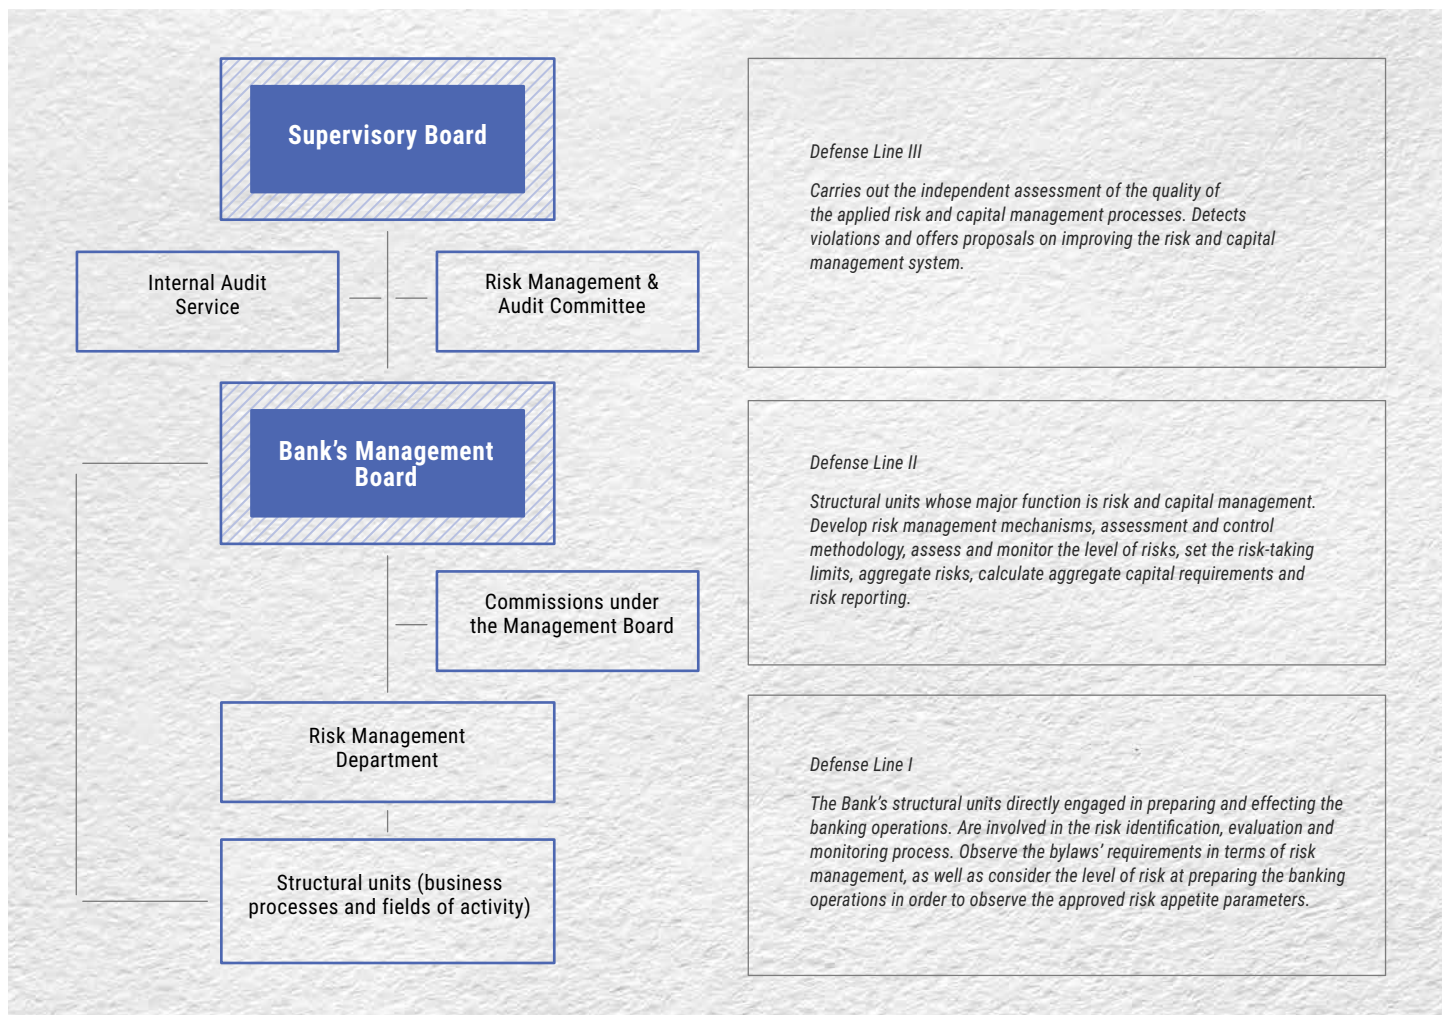 Supervisory Board
Internal Audit
Service
Risk Management &
Audit Committee
Bank’s Management
Board
Commissions under
the Management Board
Risk Management
Department
Structural units (business
processes and fields of activity)
Defense Line III
Carries out the independent assessment of the quality of
the applied risk and capital management processes. Detects
violations and offers proposals on improving the risk and capital
management system.
Defense Line II
Structural units whose major function is risk and capital management.
Develop risk management mechanisms, assessment and control
methodology, assess and monitor the level of risks, set the risk-taking
limits, aggregate risks, calculate aggregate capital requirements and
risk reporting.
Defense Line I
The Bank’s structural units directly engaged in preparing and effecting the
banking operations. Are involved in the risk identification, evaluation and
monitoring process. Observe the bylaws’ requirements in terms of risk
management, as well as consider the level of risk at preparing the banking
operations in order to observe the approved risk appetite parameters.